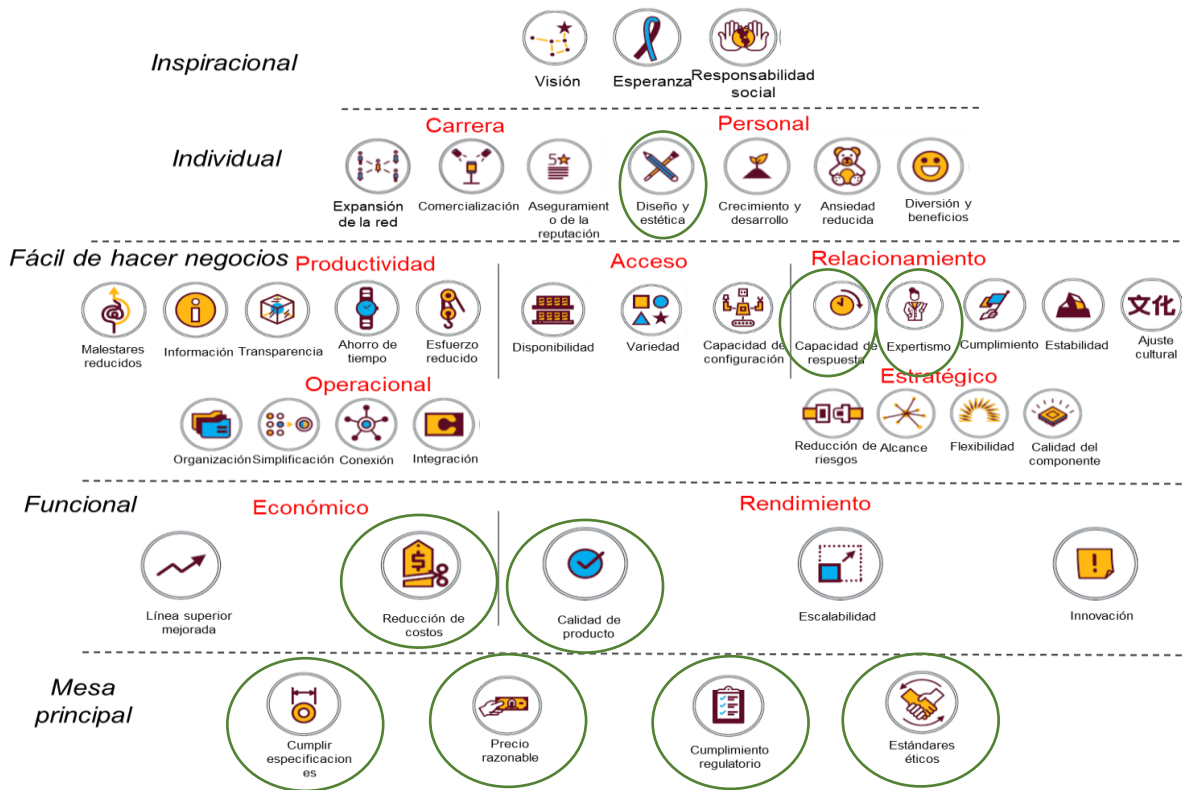 Inspiracional
Visión
Esperanza
Responsabilidad
social
Individual
Carrera
Personal
5
Expansión
de la red
Comercialización
Aseguramient
o de la
reputación
Diseño y
estética
Crecimiento y
desarrollo
Ansiedad
reducida
Diversión y
beneficios
Fácil de hacer negocios
Productividad
Acceso
Relacionamiento
i
文化
Malestares
reducidos
Información
Transparencia
Ahorro de
tiempo
Esfuerzo
reducido
Disponibilidad
Variedad
Capacidad de
configuración
Capacidad de
respuesta
Expertismo
Cumplimiento
Estabilidad
Ajuste
cultural
Operacional
Estratégico
Organización
Simplificación
Conexión
Integración
Reducción de
riesgos
Alcance
Flexibilidad
Calidad del
componente
Funcional
Económico
Rendimiento
$
!
Línea superior
mejorada
Reducción de
costos
Calidad de
producto
Escalabilidad
Innovación
Mesa
principal
Cumplir
especificacion
es
Precio
razonable
Cumplimiento
regulatorio
Estándares
éticos